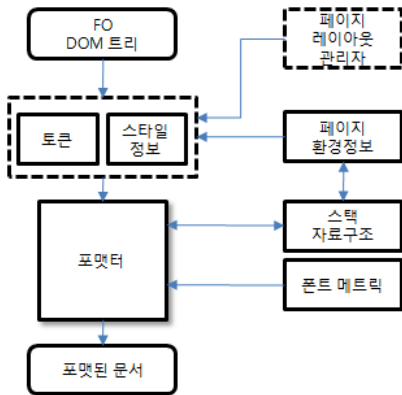 FO
DOM 트리
페이지
레이아웃
관리자
토큰
스타일
정보
페이지
환경정보
포맷터
스택
자료구조
폰트 메트릭
포맷된 문서